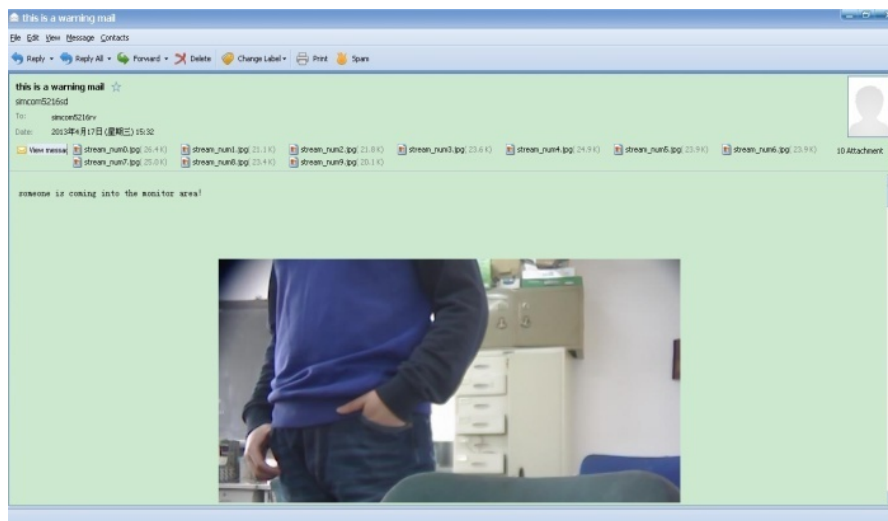 this is a warning mail
File Edit View Message Contacts
Reply Reply All Forward Delete Change Label Print Spam
this is a warning mail
simcom5216sd
To: simcom5216rv
Date: 2013年4月17日(星期三) 15:32
View messag stream_num0.jpg( 26.4 K) stream_num1.jpg( 21.1 K) stream_num2.jpg( 21.8 K) stream_num3.jpg( 23.6 K) stream_num4.jpg( 24.9 K) stream_num5.jpg( 23.9 K) stream_num6.jpg( 23.9 K) 10 Attachment
stream_num7.jpg( 25.0 K) stream_num8.jpg( 23.4 K) stream_num9.jpg( 20.1 K)
someone is coming into the monitor area!